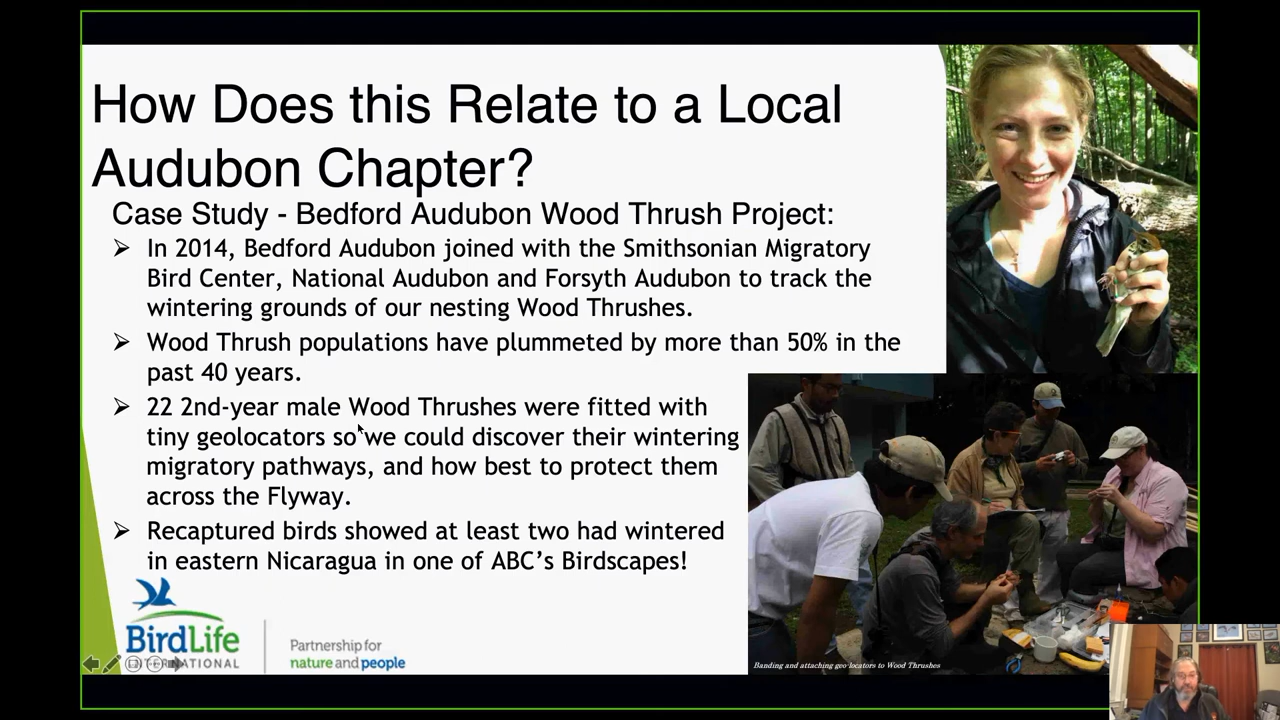 How Does this Relate to a Local
Audubon Chapter?
Case Study - Bedford Audubon Wood Thrush Project:
➢ In 2014, Bedford Audubon joined with the Smithsonian Migratory
Bird Center, National Audubon and Forsyth Audubon to track the
wintering grounds of our nesting Wood Thrushes.
➢ Wood Thrush populations have plummeted by more than 50% in the
past 40 years.
➢ 22 2nd-year male Wood Thrushes were fitted with
tiny geolocators so we could discover their wintering
migratory pathways, and how best to protect them
across the Flyway.
➢ Recaptured birds showed at least two had wintered
in eastern Nicaragua in one of ABC’s Birdscapes!
BirdLife
INTERNATIONAL
Partnership for
nature and people
Banding and attaching geo-locators to Wood Thrushes